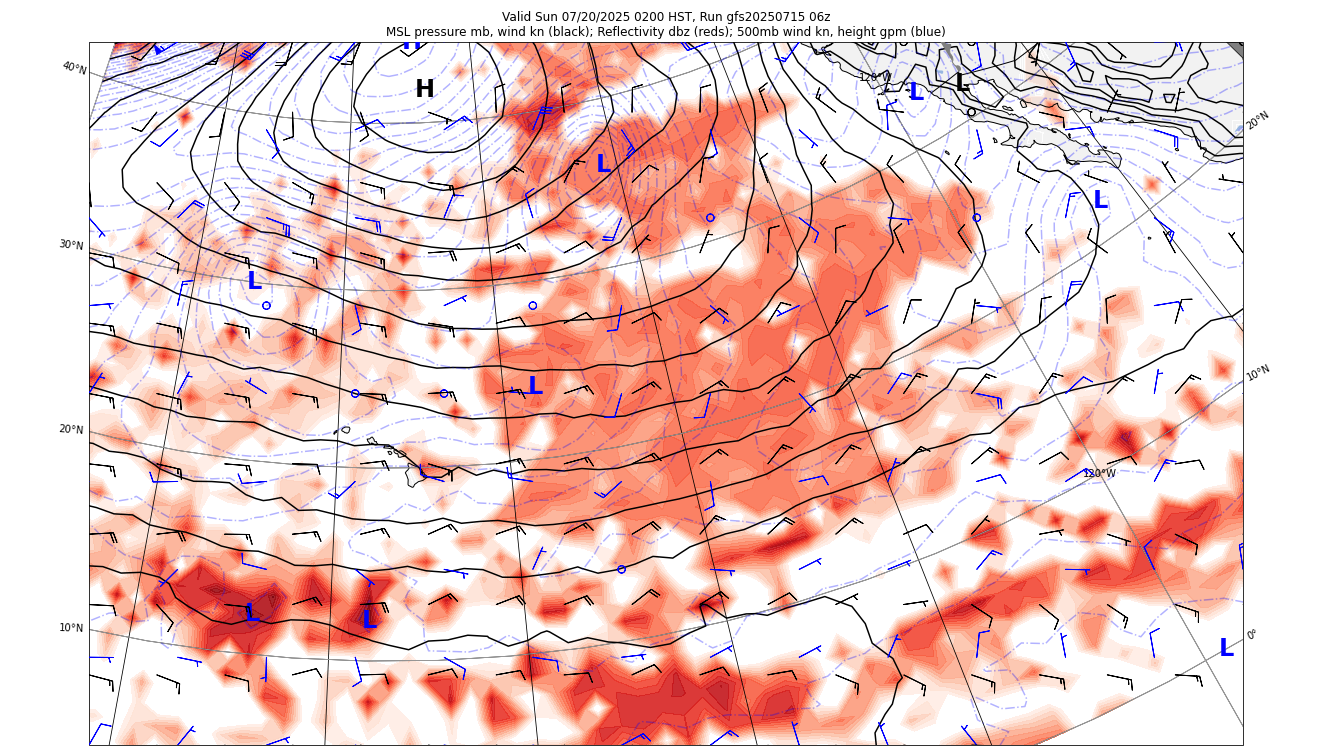 Valid Sun 07/20/2025 0200 HST, Run gfs20250715 06z
MSL pressure mb, wind kn (black); Reflectivity dbz (reds); 500mb wind kn, height gpm (blue)
H
40°N
H
120°W
L
L
20°N
L
L
30°N
L
10°N
L
20°N
L
120°W
L
L
10°N
0°
L